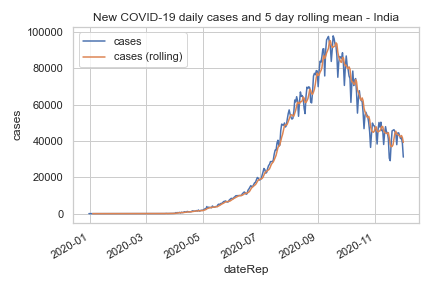 New COVID-19 daily cases and 5 day rolling mean - India
100000
80000
60000
40000
20000
0
cases
cases
cases (rolling)
2020-01
2020-03
2020-05
2020-07
2020-09
2020-11
dateRep